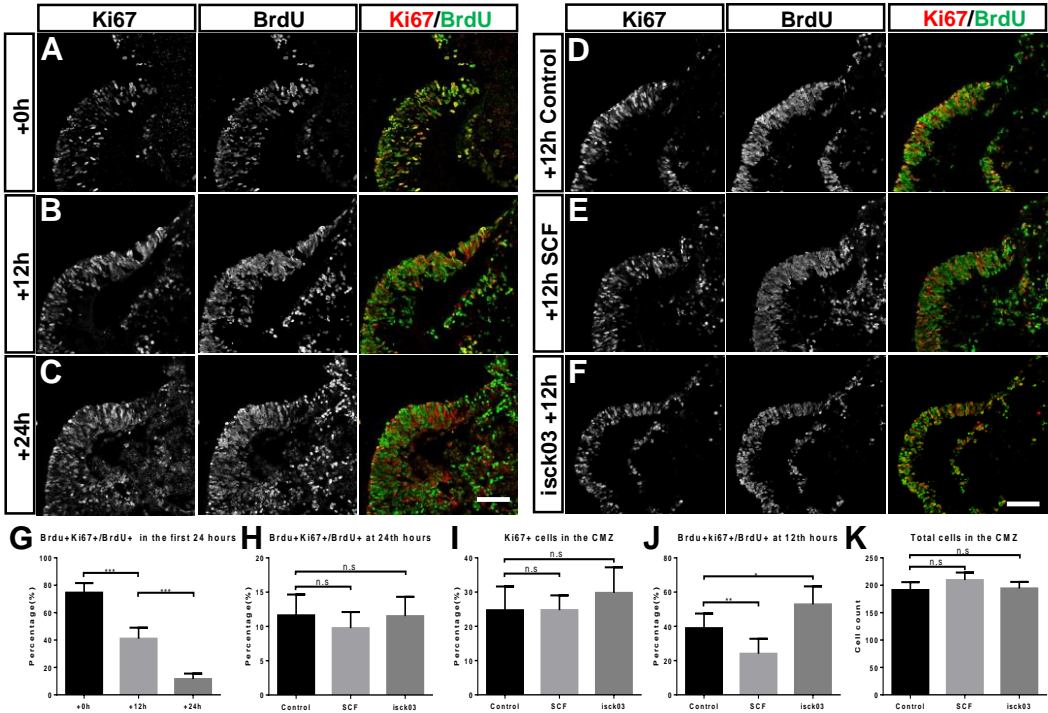 Ki67 BrdU Ki67/BrdU
Ki67 BrdU Ki67/BrdU
A
+0h
B
+12h
C
+24h
D
+12h Control
E
+12h SCF
F
isck03 +12h
G Brdu+Ki67+/BrdU+ in the first 24 hours
Percentage(%)
100
80
60
40
20
0
***
***
+0h +12h +24h
H Brdu+Ki67+/BrdU+ at 24th hours
Percentage(%)
20
15
10
5
0
n.s
n.s
Control SCF isck03
I Ki67+ cells in the CMZ
Percentage(%)
50
40
30
20
10
0
n.s
n.s
Control SCF isck03
J Brdu+ki67+/BrdU+ at 12th hours
Percentage(%)
80
60
40
20
0
*
**
Control SCF isck03
K Total cells in the CMZ
Cell count
250
200
150
100
50
0
n.s
n.s
Control SCF isck03